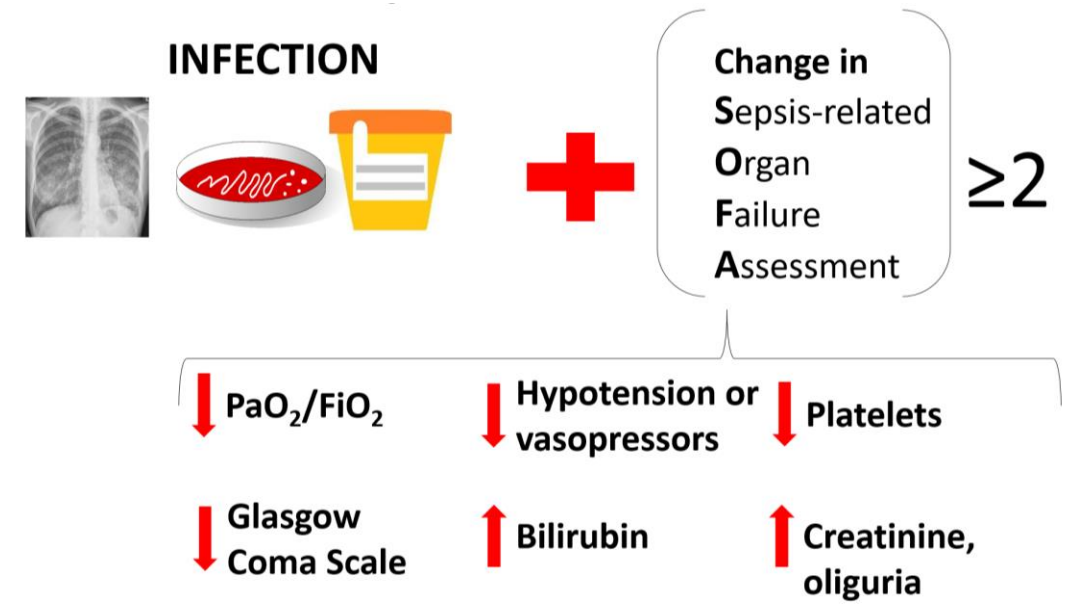 INFECTION
Change in
Sepsis-related
Organ
Failure
Assessment
≥2
PaO₂/FiO₂
Hypotension or
vasopressors
Platelets
Glasgow
Coma Scale
Bilirubin
Creatinine,
oliguria